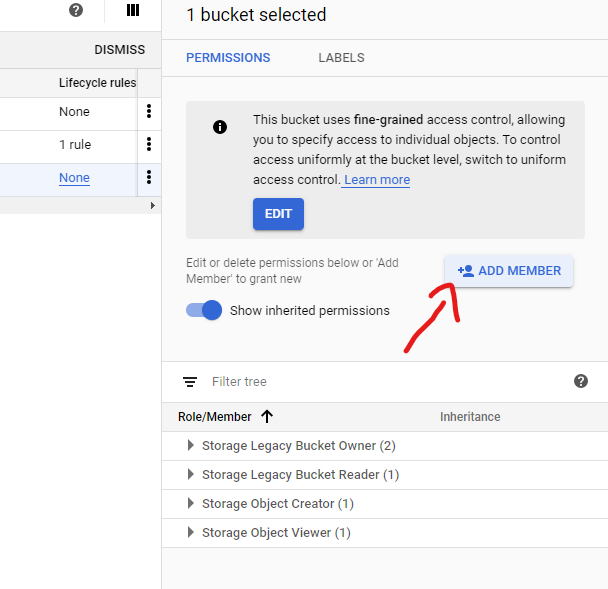 DISMISS
Lifecycle rules
None
1 rule
None
1 bucket selected
PERMISSIONS
LABELS
This bucket uses fine-grained access control, allowing
you to specify access to individual objects. To control
access uniformly at the bucket level, switch to uniform
access control. Learn more
EDIT
Edit or delete permissions below or 'Add
Member' to grant new
ADD MEMBER
Show inherited permissions
Filter tree
Role/Member
Inheritance
Storage Legacy Bucket Owner (2)
Storage Legacy Bucket Reader (1)
Storage Object Creator (1)
Storage Object Viewer (1)